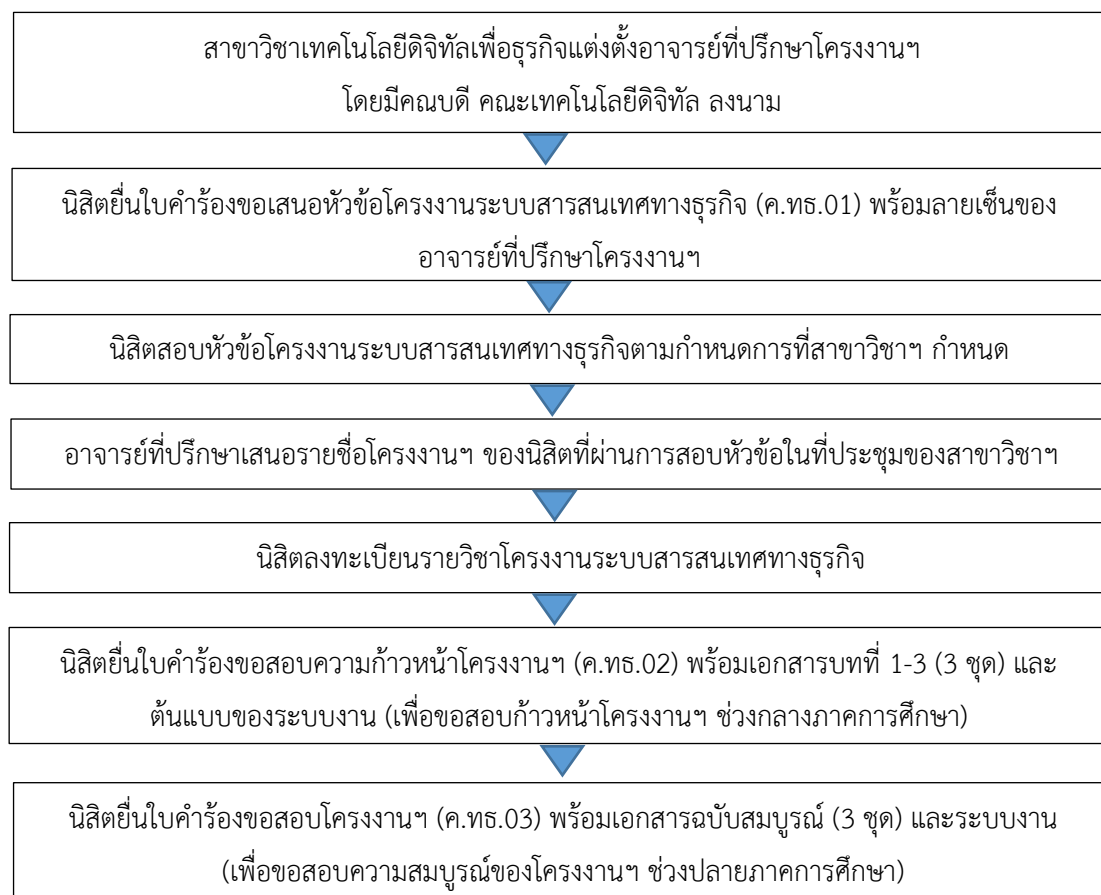 สาขาวิชาเทคโนโลยีดิจิทัลเพื่อธุรกิจแต่งตั้งอาจารย์ที่ปรึกษาโครงงานฯ
โดยมีคณบดี คณะเทคโนโลยีดิจิทัล ลงนาม
นิสิตยื่นใบคำร้องขอเสนอหัวข้อโครงงานระบบสารสนเทศทางธุรกิจ (ค.ทธ.01) พร้อมลายเซ็นของ
อาจารย์ที่ปรึกษาโครงงานฯ
นิสิตสอบหัวข้อโครงงานระบบสารสนเทศทางธุรกิจตามกำหนดการที่สาขาวิชาฯ กำหนด
อาจารย์ที่ปรึกษาเสนอรายชื่อโครงงานฯ ของนิสิตที่ผ่านการสอบหัวข้อในที่ประชุมของสาขาวิชาฯ
นิสิตลงทะเบียนรายวิชาโครงงานระบบสารสนเทศทางธุรกิจ
นิสิตยื่นใบคำร้องขอสอบความก้าวหน้าโครงงานฯ (ค.ทธ.02) พร้อมเอกสารบทที่ 1-3 (3 ชุด) และ
ต้นแบบของระบบงาน (เพื่อขอสอบก้าวหน้าโครงงานฯ ช่วงกลางภาคการศึกษา)
นิสิตยื่นใบคำร้องขอสอบโครงงานฯ (ค.ทธ.03) พร้อมเอกสารฉบับสมบูรณ์ (3 ชุด) และระบบงาน
(เพื่อขอสอบความสมบูรณ์ของโครงงานฯ ช่วงปลายภาคการศึกษา)